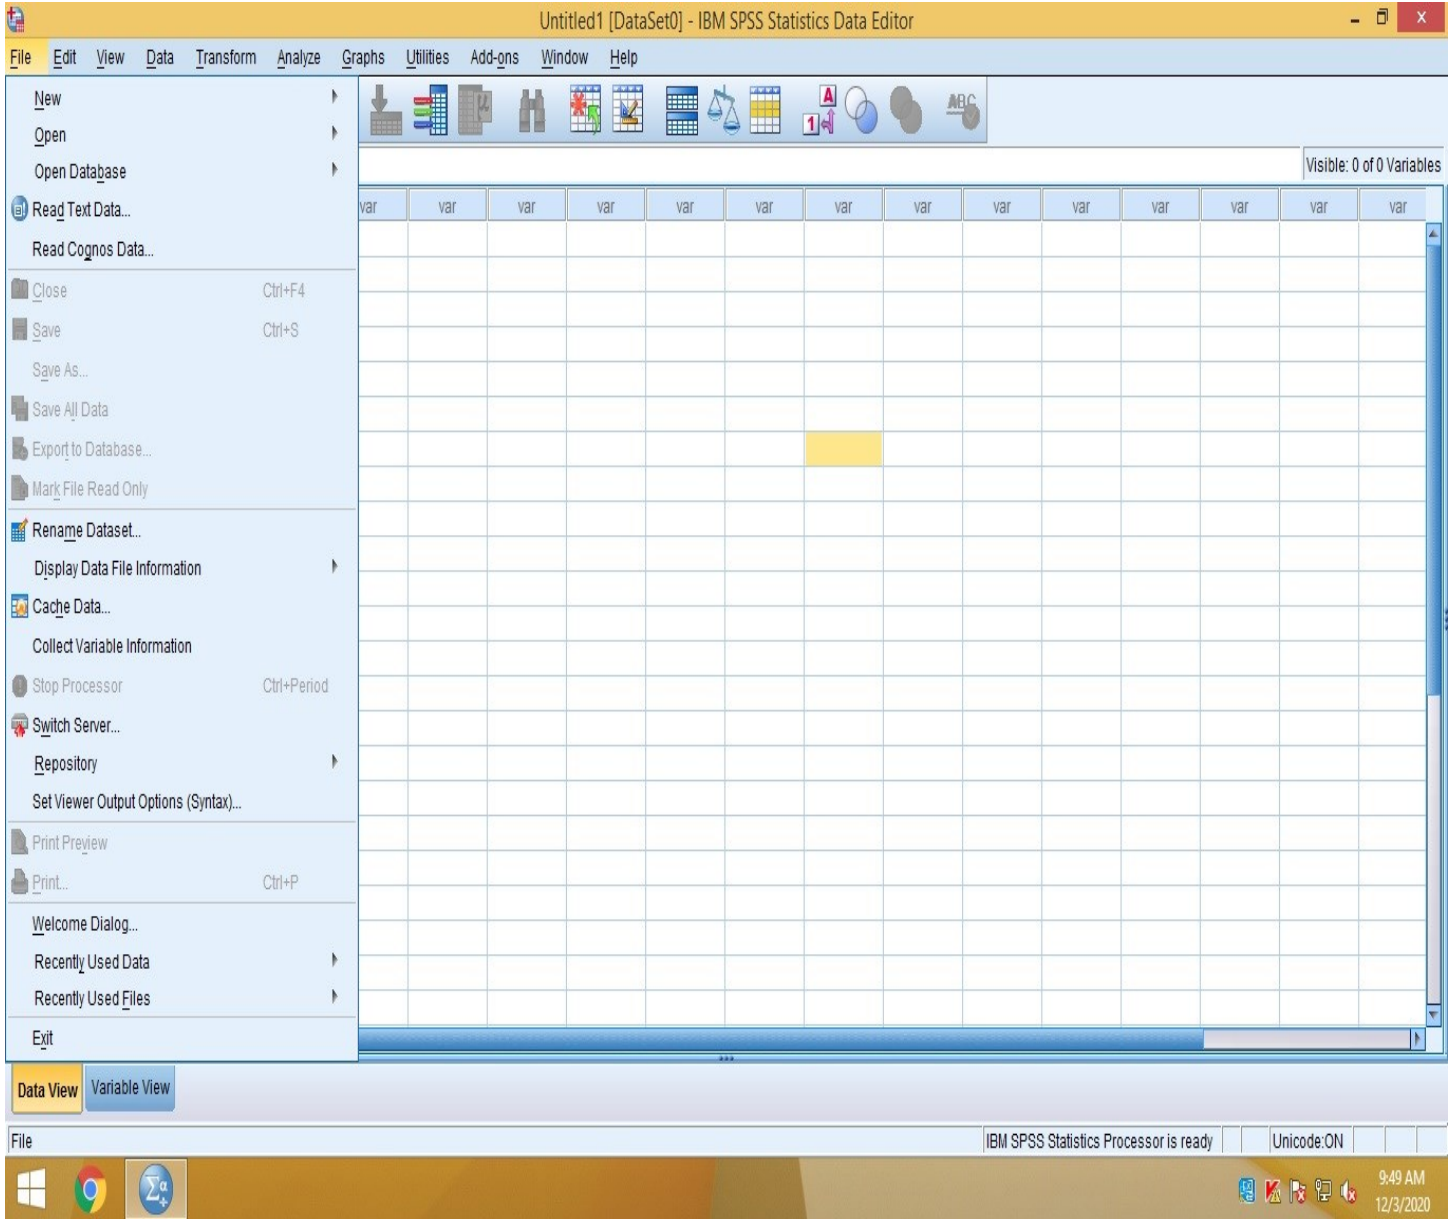 Untitled1 [DataSet0] - IBM SPSS Statistics Data Editor
File Edit View Data Transform Analyze Graphs Utilities Add-ons Window Help
New
Open
Open Database
Read Text Data...
Read Cognos Data...
Close Ctrl+F4
Save Ctrl+S
Save As...
Save All Data
Export to Database...
Mark File Read Only
Rename Dataset...
Display Data File Information
Cache Data...
Collect Variable Information
Stop Processor Ctrl+Period
Switch Server...
Repository
Set Viewer Output Options (Syntax)...
Print Preview
Print... Ctrl+P
Welcome Dialog...
Recently Used Data
Recently Used Files
Exit
A
1
ABC
Visible: 0 of 0 Variables
var var var var var var var var var var var var var var
Data View Variable View
File IBM SPSS Statistics Processor is ready Unicode:ON
9:49 AM
12/3/2020